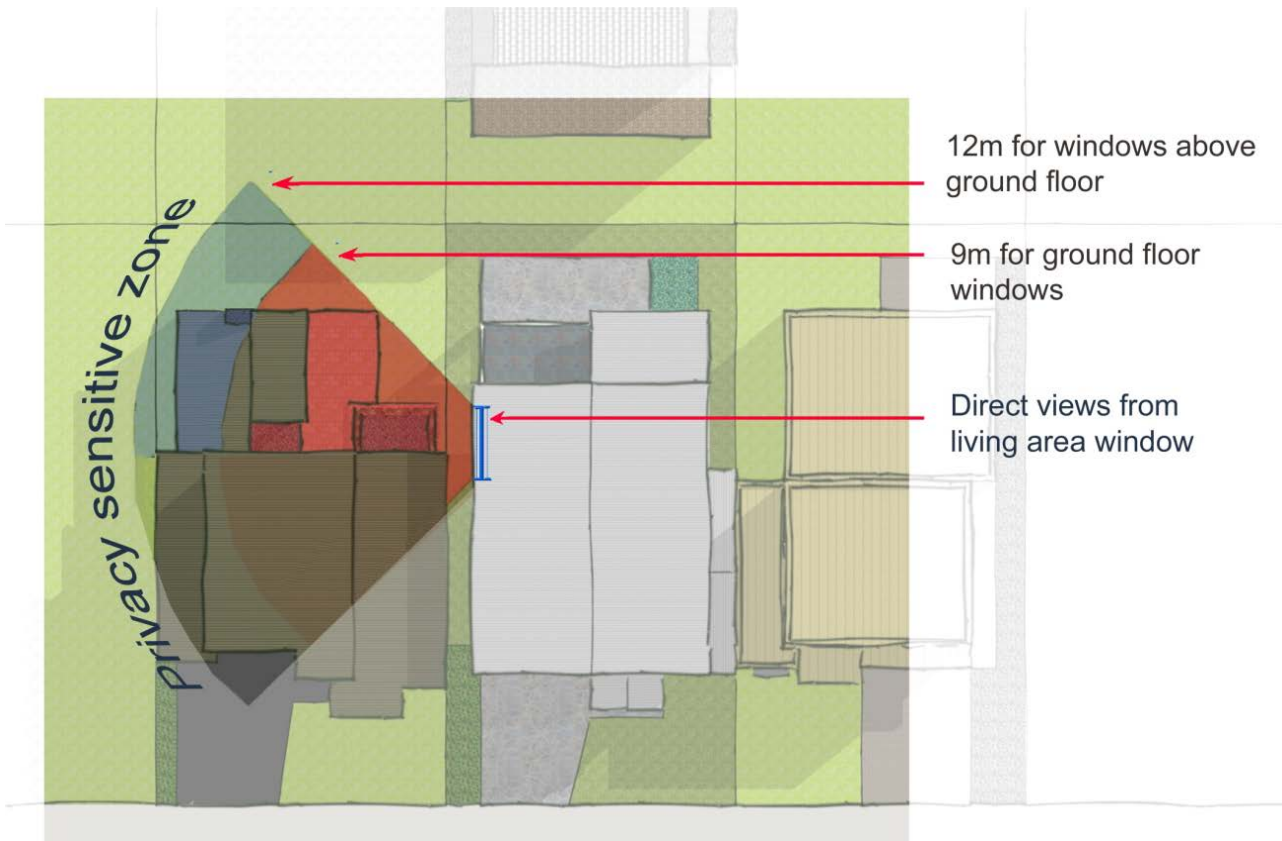 12m for windows above
ground floor
9m for ground floor
windows
Direct views from
living area window
Privacy sensitive zone